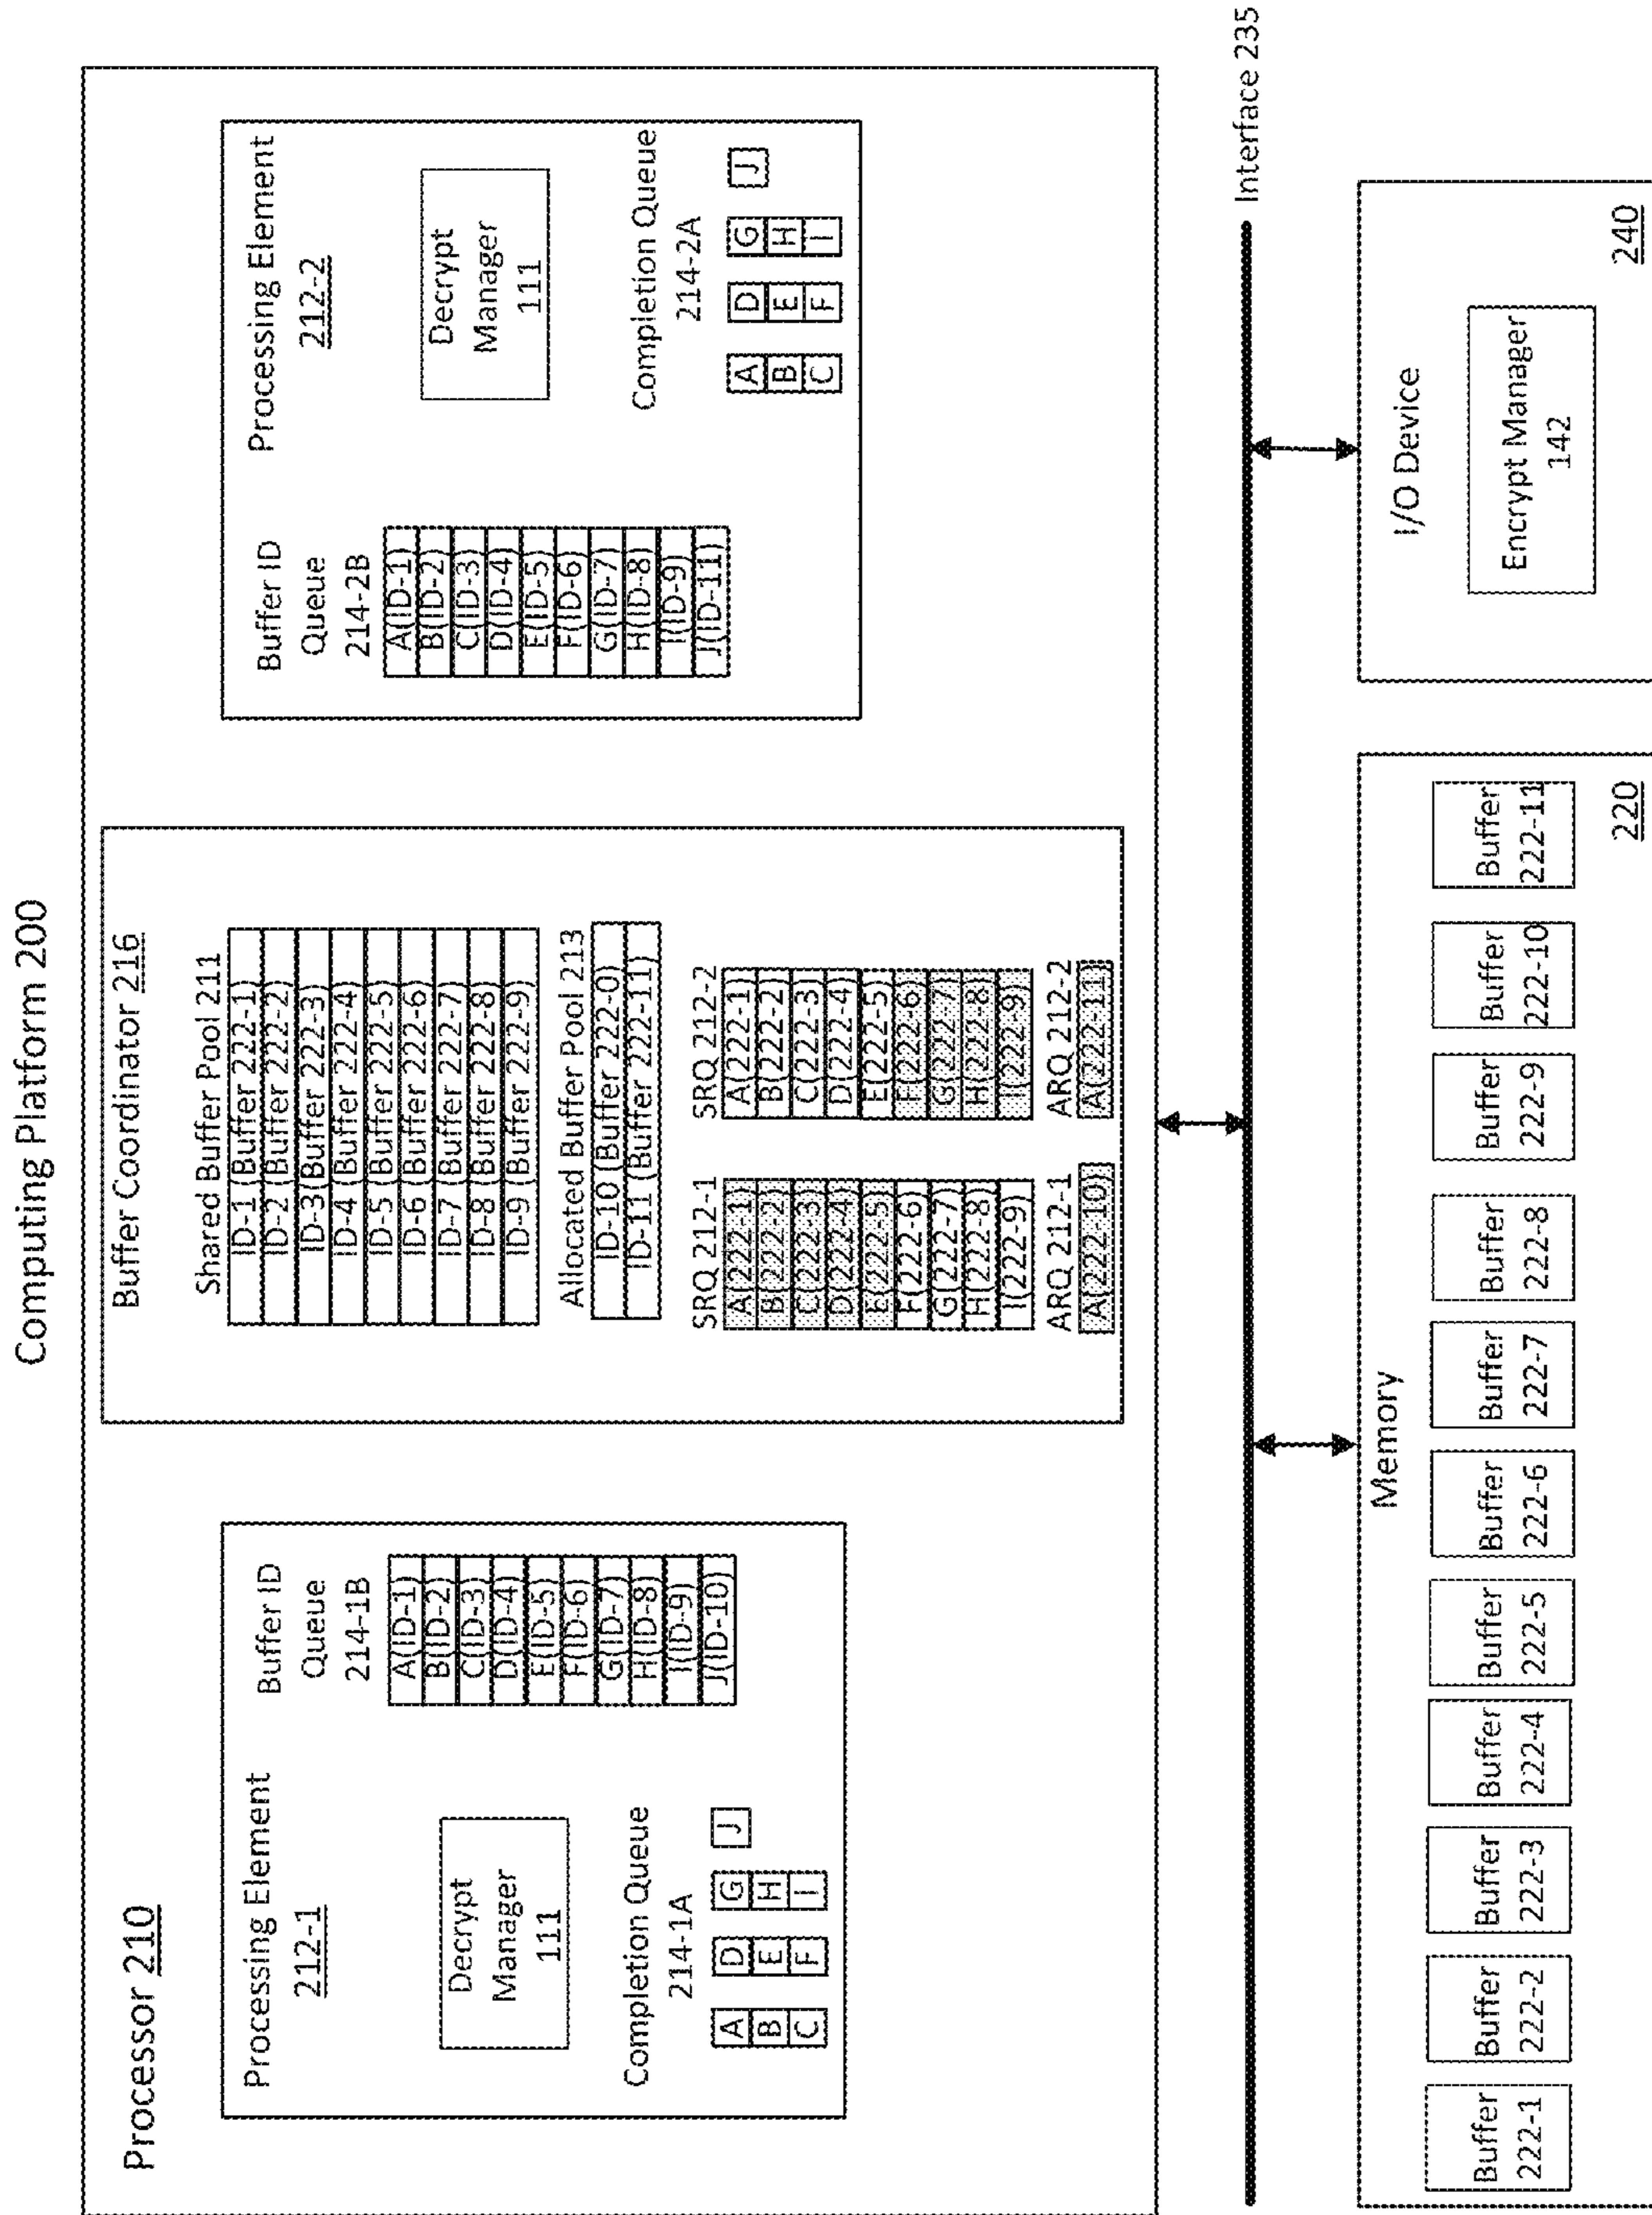 Computing Platform 200
Processor 210
Processing Element
212-1
Decrypt
Manager
111
Completion Queue
214-1A
A
B
C
D
E
F
G
H
I
J
Buffer ID
Queue
214-1B
A(ID-1)
B(ID-2)
C(ID-3)
D(ID-4)
E(ID-5)
F(ID-6)
G(ID-7)
H(ID-8)
I(ID-9)
J(ID-10)
Buffer Coordinator 216
Shared Buffer Pool 211
ID-1 (Buffer 222-1)
ID-2 (Buffer 222-2)
ID-3(Buffer 222-3)
ID-4 (Buffer 222-4)
ID-5 (Buffer 222-5)
ID-6 (Buffer 222-6)
ID-7 (Buffer 222-7)
ID-8 (Buffer 222-8)
ID-9 (Buffer 222-9)
Allocated Buffer Pool 213
ID-10 (Buffer 222-0)
ID-11 (Buffer 222-11)
SRQ 212-1
A(222-1)
B(222-2)
C(222-3)
D(222-4)
E(222-5)
F(222-6)
G(222-7)
H(222-8)
I(222-9)
ARQ 212-1
A(222-10)
SRQ 212-2
A(222-1)
B(222-2)
C(222-3)
D(222-4)
E(222-5)
F(222-6)
G(222-7)
H(222-8)
I(222-9)
ARQ 212-2
A(222-11)
Buffer ID
Queue
214-2B
A(ID-1)
B(ID-2)
C(ID-3)
D(ID-4)
E(ID-5)
F(ID-6)
G(ID-7)
H(ID-8)
I(ID-9)
J(ID-11)
Processing Element
212-2
Decrypt
Manager
111
Completion Queue
214-2A
A
B
C
D
E
F
G
H
I
J
Interface 235
Memory
Buffer
222-1
Buffer
222-2
Buffer
222-3
Buffer
222-4
Buffer
222-5
Buffer
222-6
Buffer
222-7
Buffer
222-8
Buffer
222-9
Buffer
222-10
Buffer
222-11
220
I/O Device
Encrypt Manager
142
240